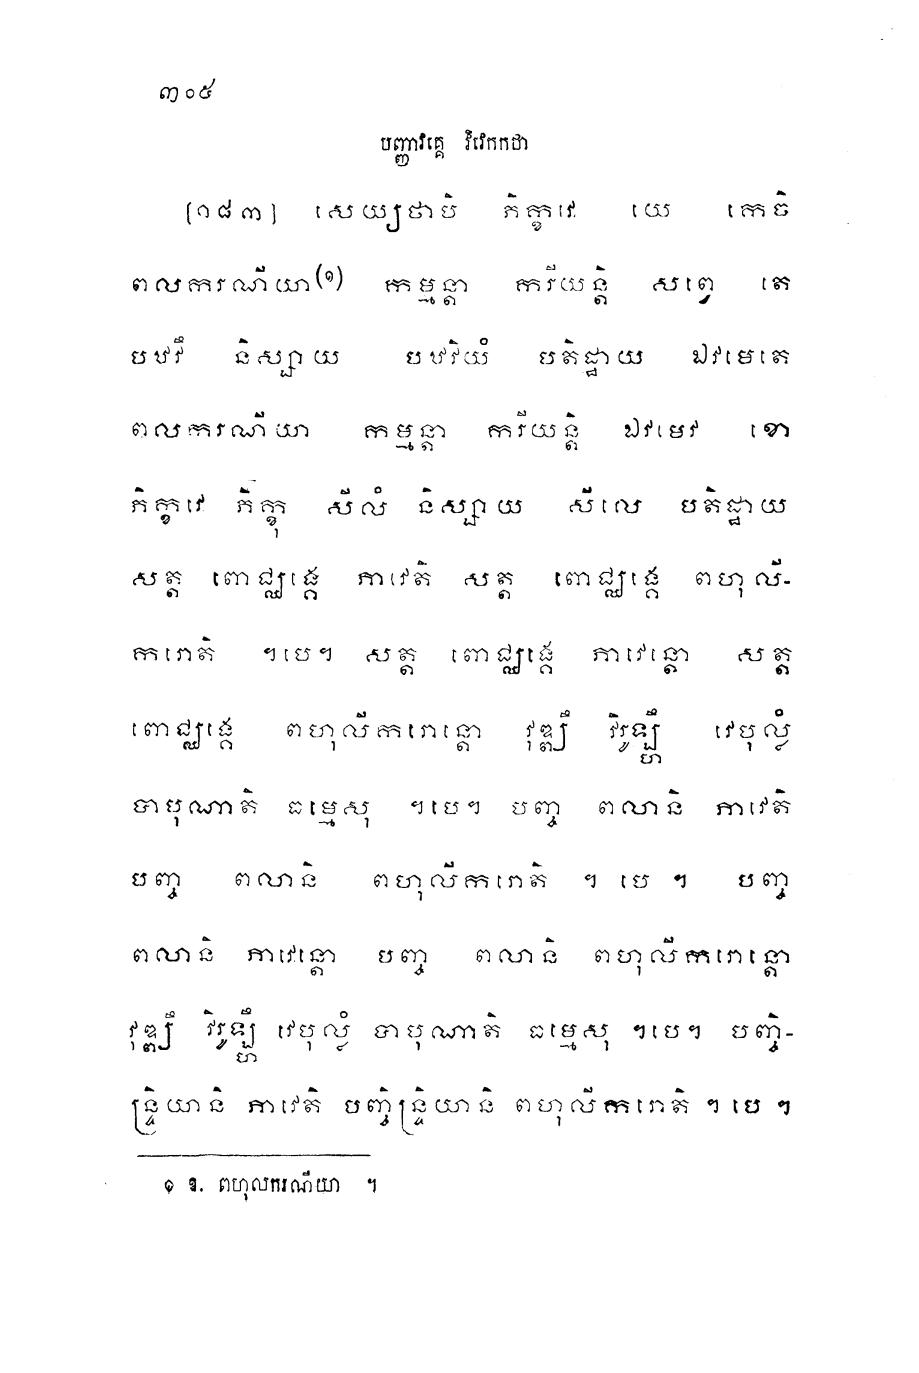 ៣០៥
បញ្ញាវគ្គេ វិវេកកថា
[១៨៣] សេយ្យថាបិ ភិក្ខវេ យេ កេចិ
ពលករណីយា(១) កម្មន្តា ករីយន្តិ សព្វេ តេ
បឋវឹ និស្សាយ បឋវិយំ បតិដ្ឋាយ ឯវមេតេ
ពលករណីយា កម្មន្តា ករីយន្តិ ឯវមេវ ខោ
ភិក្ខវេ ភិក្ខុ សីលំ និស្សាយ សីលេ បតិដ្ឋាយ
សត្ត ពោជ្ឈង្គេ ភាវេតិ សត្ត ពោជ្ឈង្គេ ពហុលី-
ករោតិ ។បេ។ សត្ត ពោជ្ឈង្គេ ភាវេន្តោ សត្ត
ពោជ្ឈង្គេ ពហុលីករោន្តោ វុឌ្ឍឹ វិរូឡ្ហឹ វេបុល្លំ
បាបុណាតិ ធម្មេសុ ។បេ។ បញ្ច ពលានិ ភាវេតិ
បញ្ច ពលានិ ពហុលីករោតិ ។ បេ ។ បញ្ច
ពលានិ ភាវេន្តោ បញ្ច ពលានិ ពហុលីករោន្តោ
វុឌ្ឍឹ វិរូឡ្ហឹ វេបុល្លំ បាបុណាតិ ធម្មេសុ ។បេ។ បញ្ចិ-
ន្ទ្រិយានិ ភាវេតិ បញ្ចិន្ទ្រិយានិ ពហុលីករោតិ ។ បេ ។
១ ឱ. ពហុលករណីយា ។